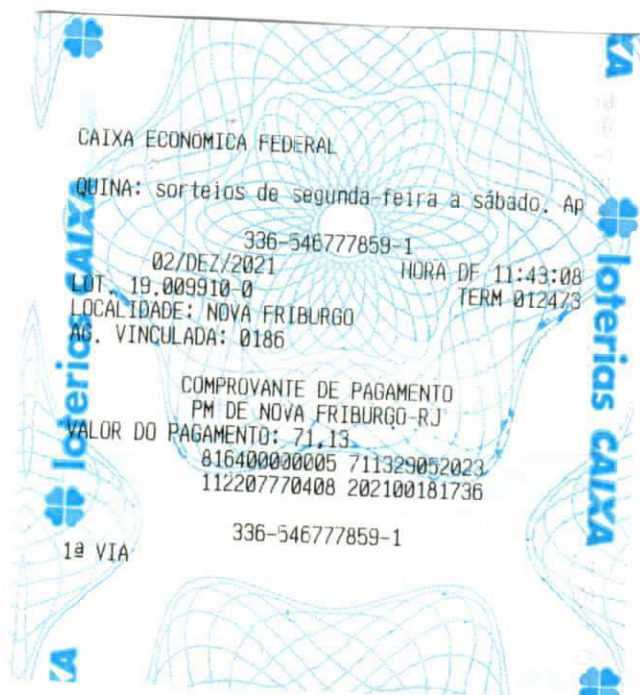 CAIXA ECONOMICA FEDERAL
QUINA: sorteios de segunda-feira a sábado. Ap
336-546777859-1
02/DEZ/2021 HORA DF 11:43:08
LOT. 19.009910-0 TERM 012473
LOCALIDADE: NOVA FRIBURGO
AG. VINCULADA: 0186
COMPROVANTE DE PAGAMENTO
PM DE NOVA FRIBURGO-RJ
VALOR DO PAGAMENTO: 71,13
816400000005 711329052023
112207770408 202100181736
336-546777859-1
1ª VIA
loterias CAIXA
loterias CAIXA
XA